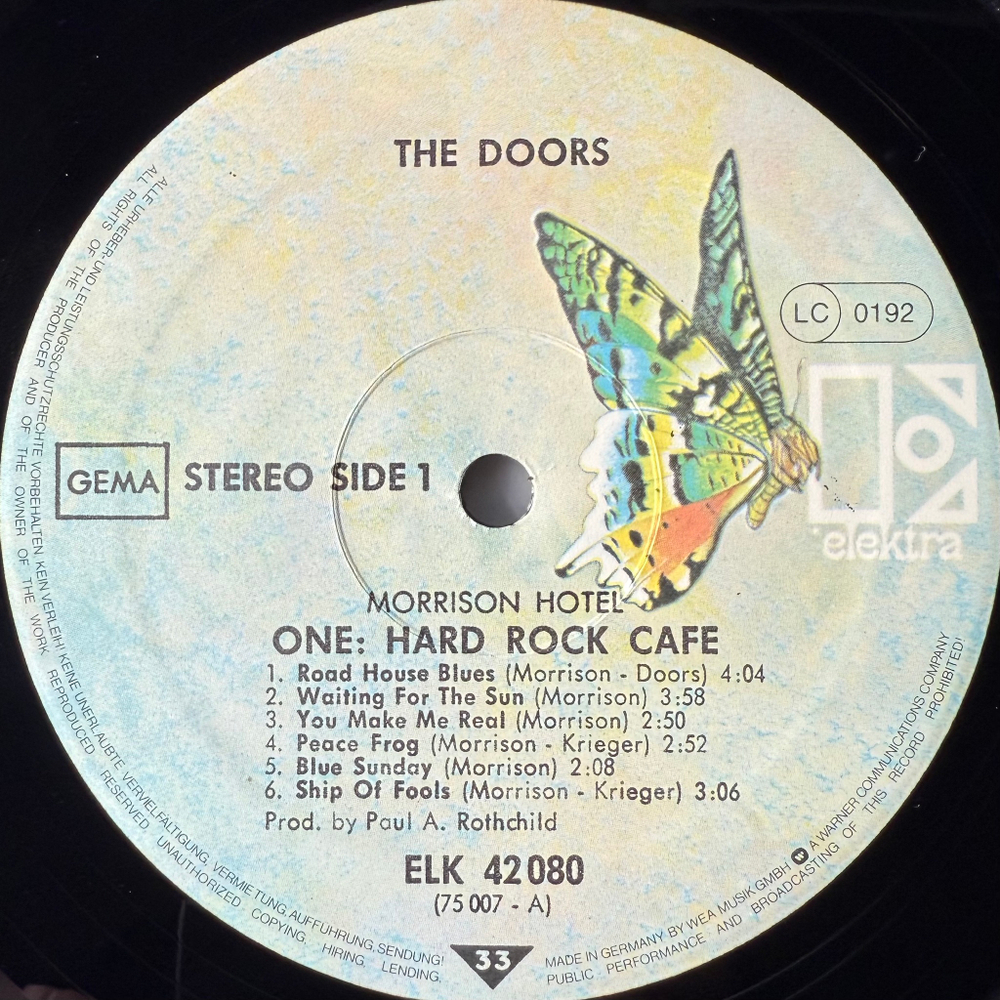 THE DOORS
LC 0192
elektra
GEMA
STEREO SIDE 1
MORRISON HOTEL
ONE: HARD ROCK CAFE
1. Road House Blues (Morrison - Doors) 4:04
2. Waiting For The Sun (Morrison) 3:58
3. You Make Me Real (Morrison) 2:50
4. Peace Frog (Morrison - Krieger) 2:52
5. Blue Sunday (Morrison) 2:08
6. Ship Of Fools (Morrison - Krieger) 3:06
Prod. by Paul A. Rothchild
ELK 42 080
(75 007 - A)
33
ALLE URHEBER- UND LEISTUNGSSCHUTZRECHTE VORBEHALTEN. KEIN VERLEIH! KEINE UNERLAUBTE VERVIELFÄLTIGUNG, VERMIETUNG, AUFFÜHRUNG, SENDUNG!
ALL RIGHTS OF THE PRODUCER AND OF THE OWNER OF THE WORK REPRODUCED RESERVED UNAUTHORIZED COPYING, HIRING, LENDING,
MADE IN GERMANY BY WEA MUSIK GMBH A WARNER COMMUNICATIONS COMPANY
PUBLIC PERFORMANCE AND BROADCASTING OF THIS RECORD PROHIBITED!